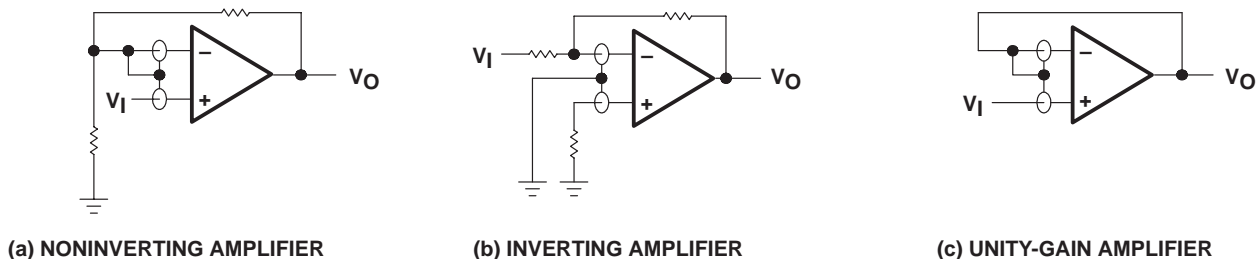 VI
−
+
VO
VI
−
+
VO
VI
−
+
VO
(a) NONINVERTING AMPLIFIER
(b) INVERTING AMPLIFIER
(c) UNITY-GAIN AMPLIFIER